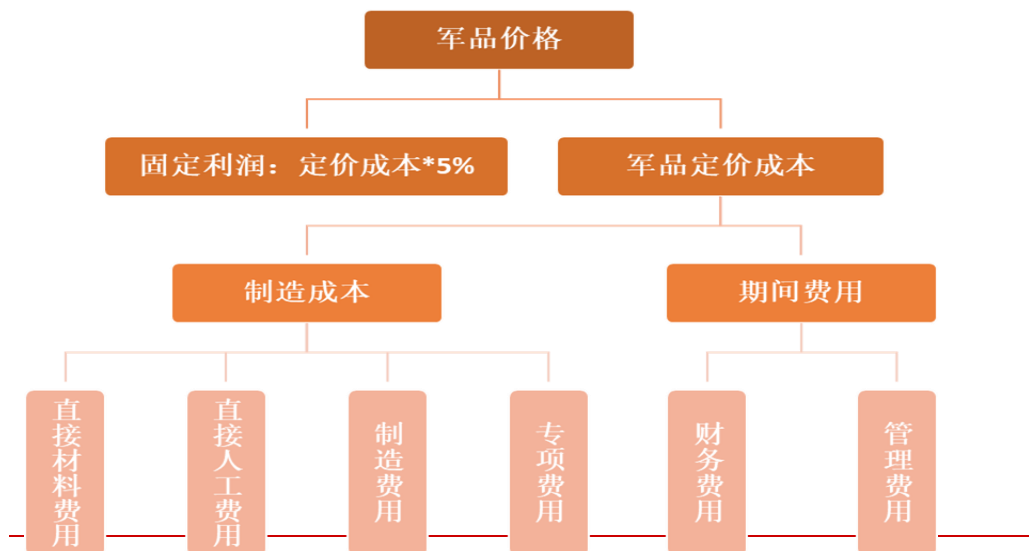 军品价格
固定利润：定价成本*5%
军品定价成本
制造成本
期间费用
直接材料费用
直接人工费用
制造费用
专项费用
财务费用
管理费用